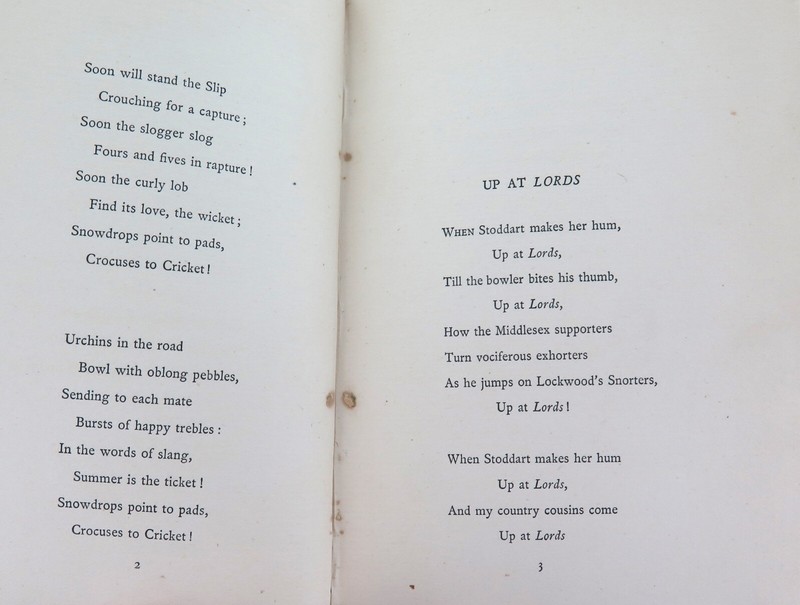 Soon will stand the Slip
Crouching for a capture;
Soon the slogger slog
Fours and fives in rapture!
Soon the curly lob
Find its love, the wicket;
Snowdrops point to pads,
Crocuses to Cricket!
Urchins in the road
Bowl with oblong pebbles,
Sending to each mate
Bursts of happy trebles:
In the words of slang,
Summer is the ticket!
Snowdrops point to pads,
Crocuses to Cricket!
2
UP AT LORDS
WHEN Stoddart makes her hum,
Up at Lords,
Till the bowler bites his thumb,
Up at Lords,
How the Middlesex supporters
Turn vociferous exhorters
As he jumps on Lockwood's Snorters,
Up at Lords!
When Stoddart makes her hum
Up at Lords,
And my country cousins come
Up at Lords
3